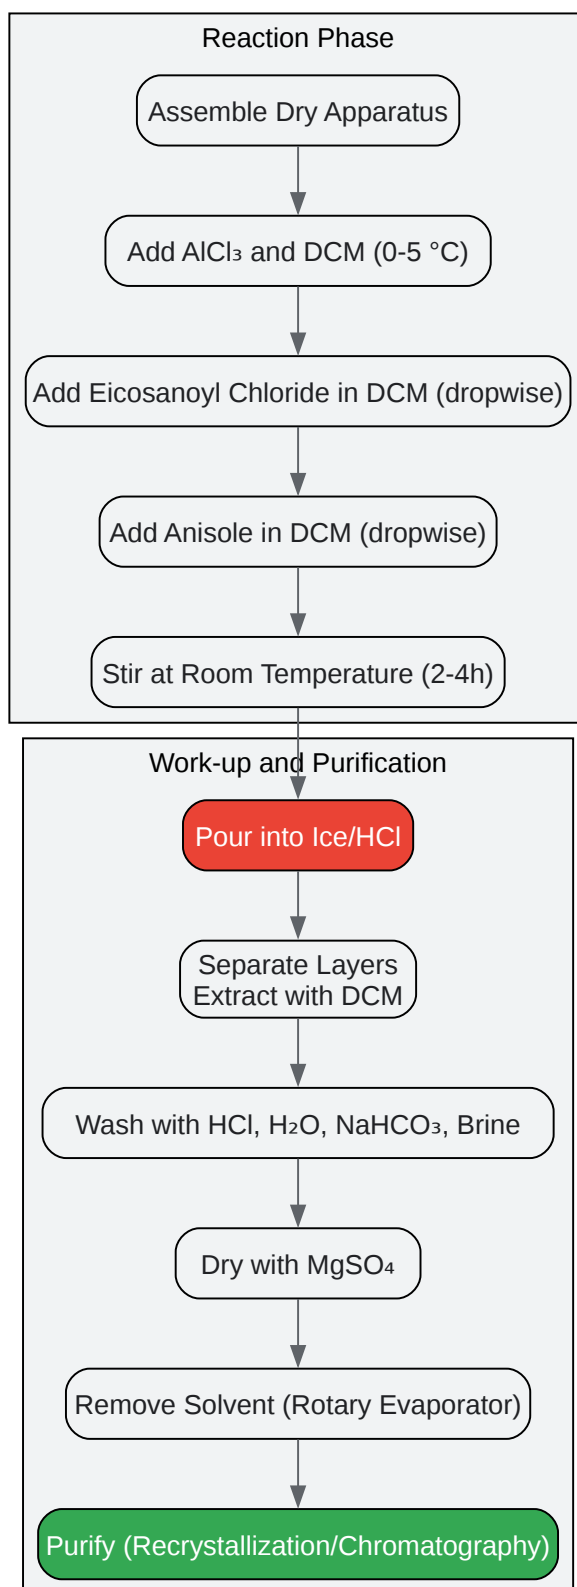 Reaction Phase
Assemble Dry Apparatus
Add AlCl₃ and DCM (0-5 °C)
Add Eicosanoyl Chloride in DCM (dropwise)
Add Anisole in DCM (dropwise)
Stir at Room Temperature (2-4h)
Work-up and Purification
Pour into Ice/HCl
Separate Layers
Extract with DCM
Wash with HCl, H₂O, NaHCO₃, Brine
Dry with MgSO₄
Remove Solvent (Rotary Evaporator)
Purify (Recrystallization/Chromatography)